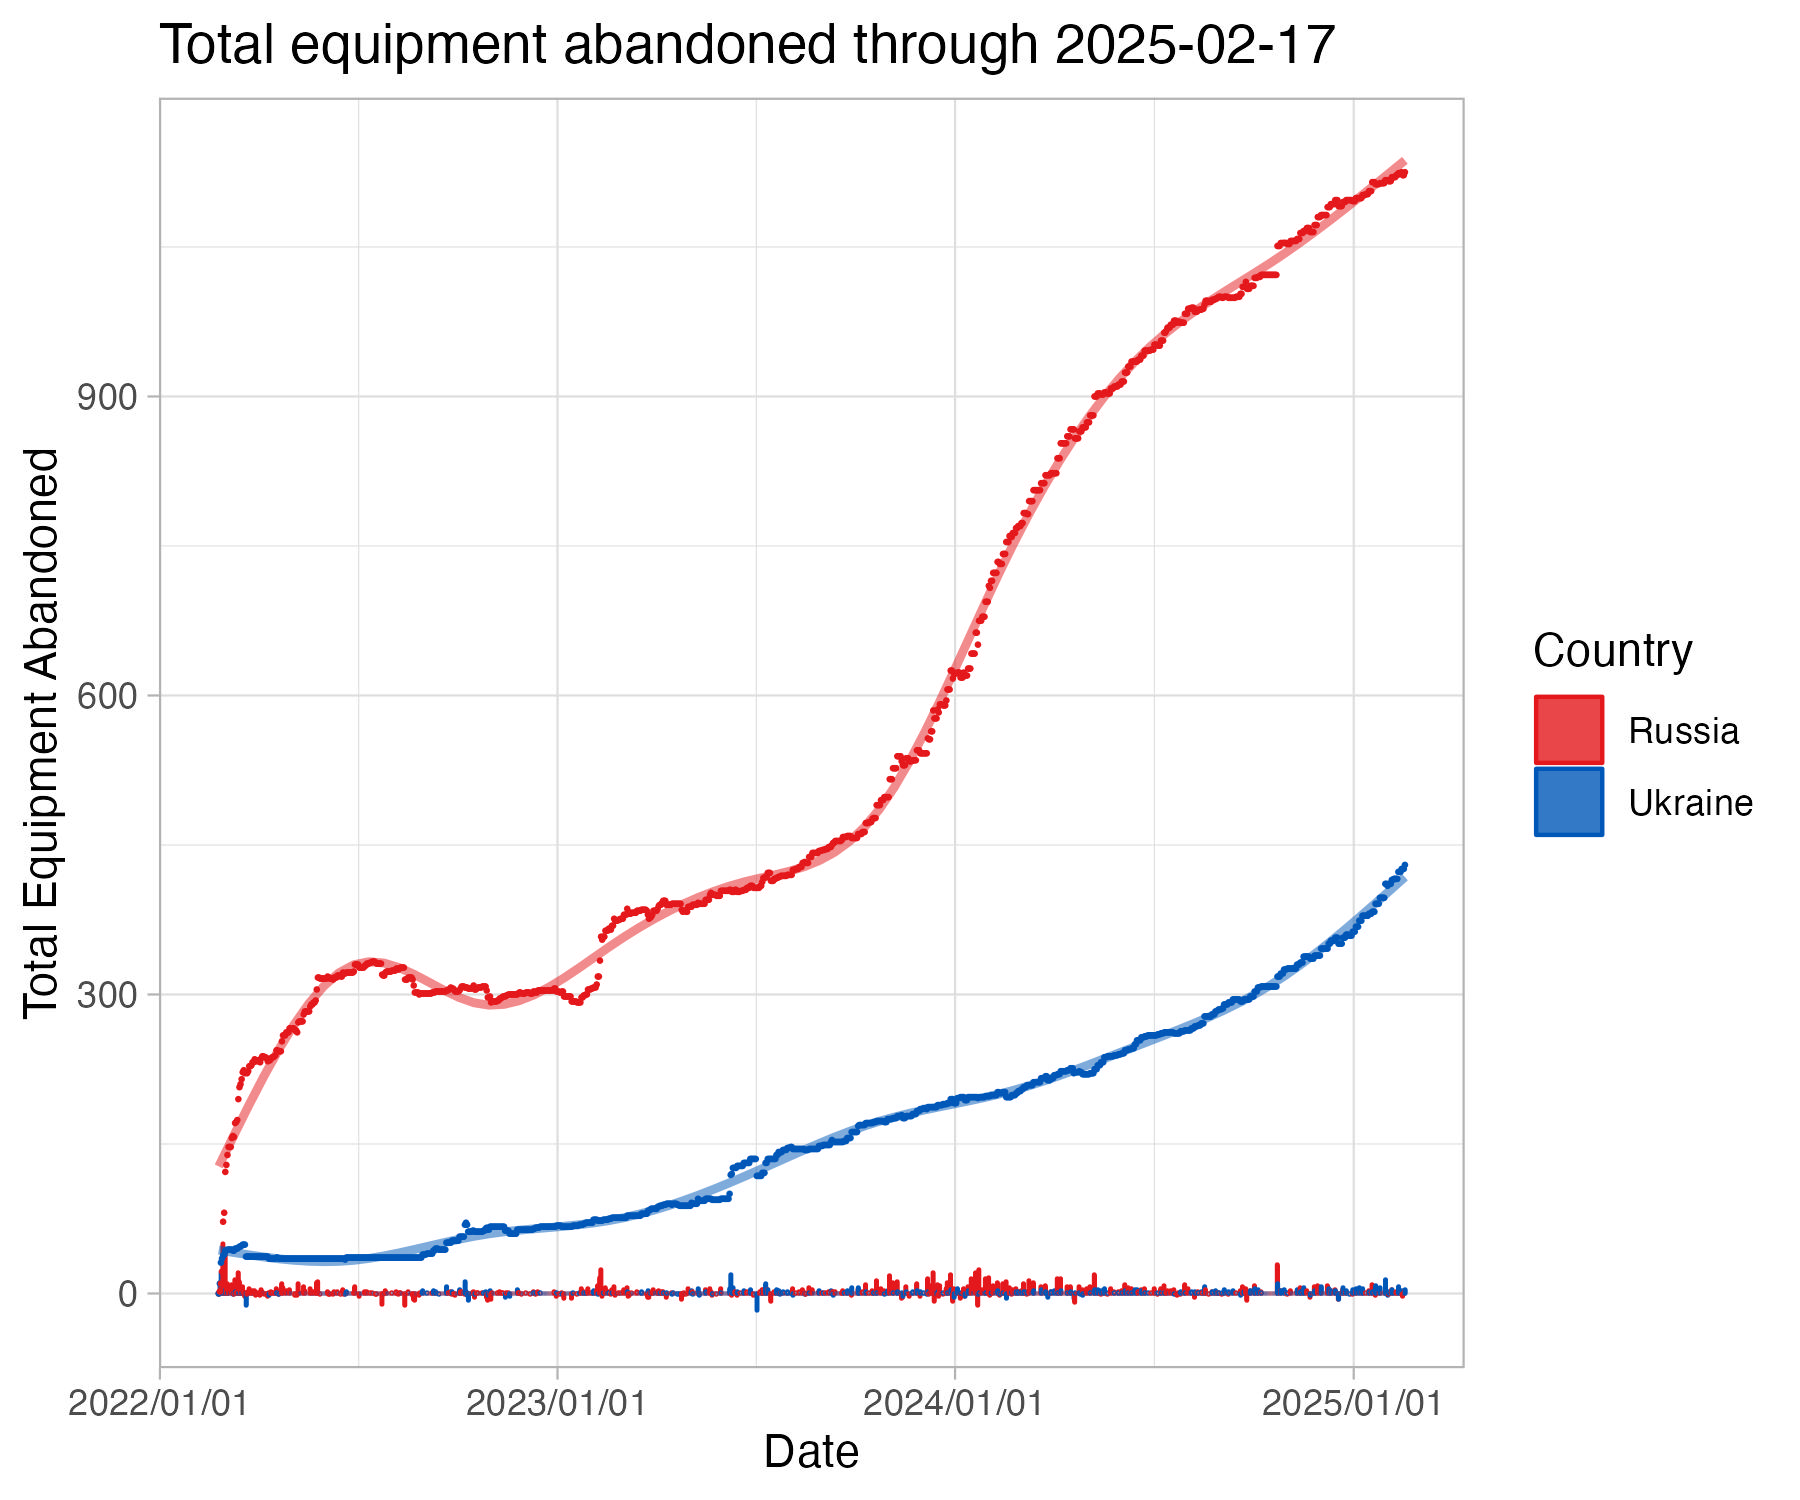 Total equipment abandoned through 2025-02-17
Total Equipment Abandoned
900
600
300
0
2022/01/01
2023/01/01
2024/01/01
2025/01/01
Date
Country
Russia
Ukraine